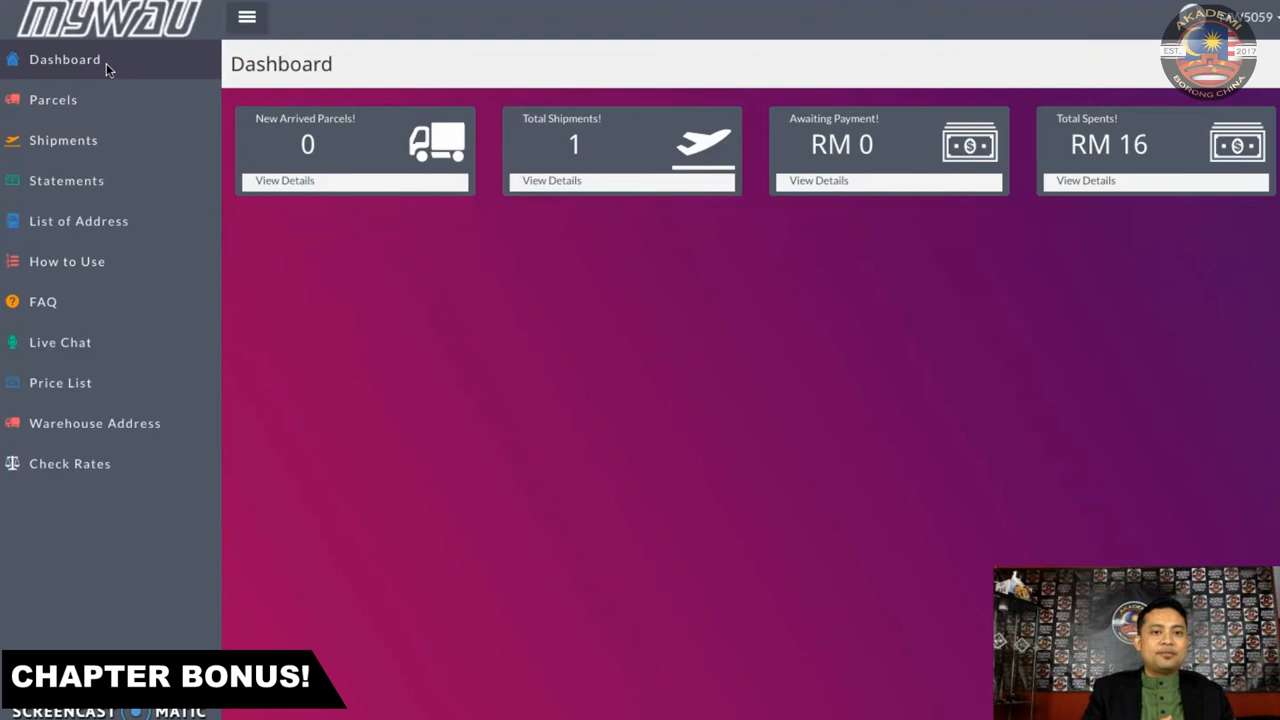 MYWAU
W5059
AKADEMI
EST. 2017
BORONG CHINA
Dashboard
Parcels
Shipments
Statements
List of Address
How to Use
FAQ
Live Chat
Price List
Warehouse Address
Check Rates
Dashboard
New Arrived Parcels!
0
View Details
Total Shipments!
1
View Details
Awaiting Payment!
RM 0
View Details
Total Spents!
RM 16
View Details
CHAPTER BONUS!
SCREENCAST MATIC